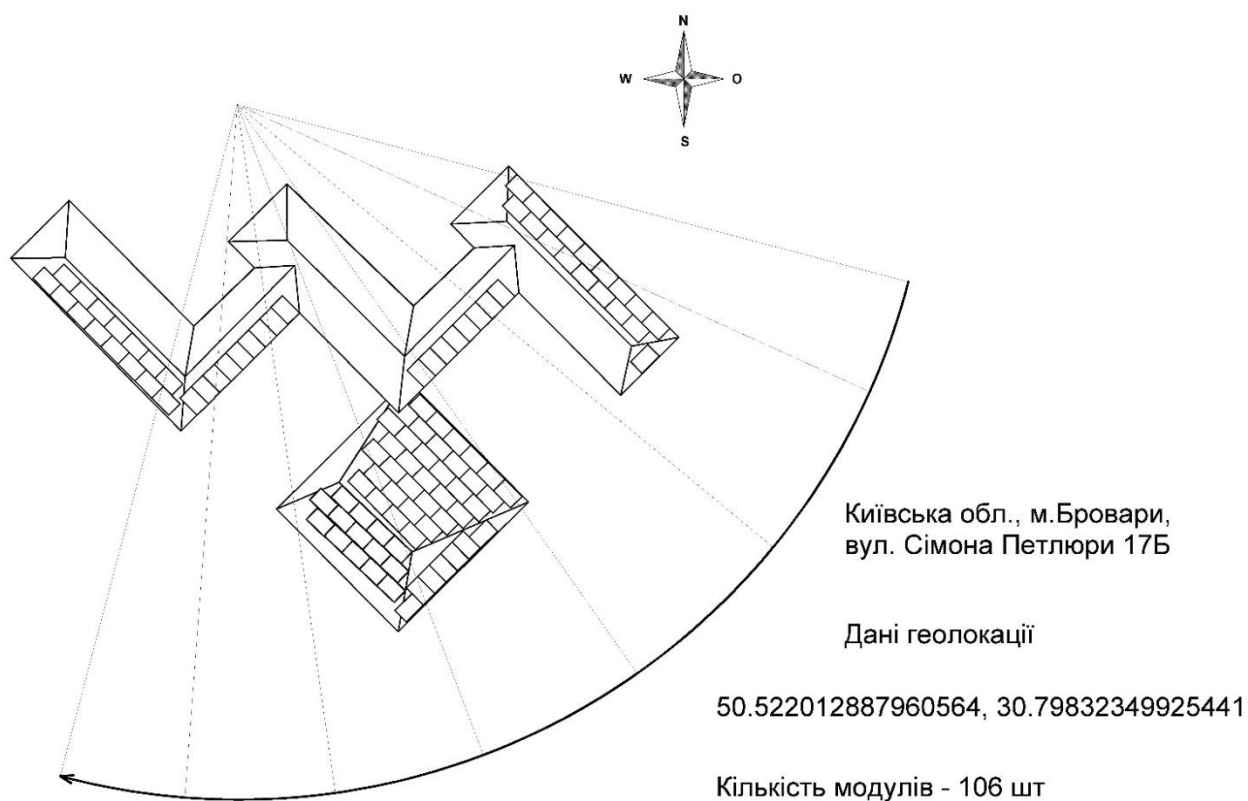 N
W O
S
Київська обл., м.Бровари,
вул. Сімона Петлюри 17Б
Дані геолокації
50.522012887960564, 30.79832349925441
Кількість модулів - 106 шт